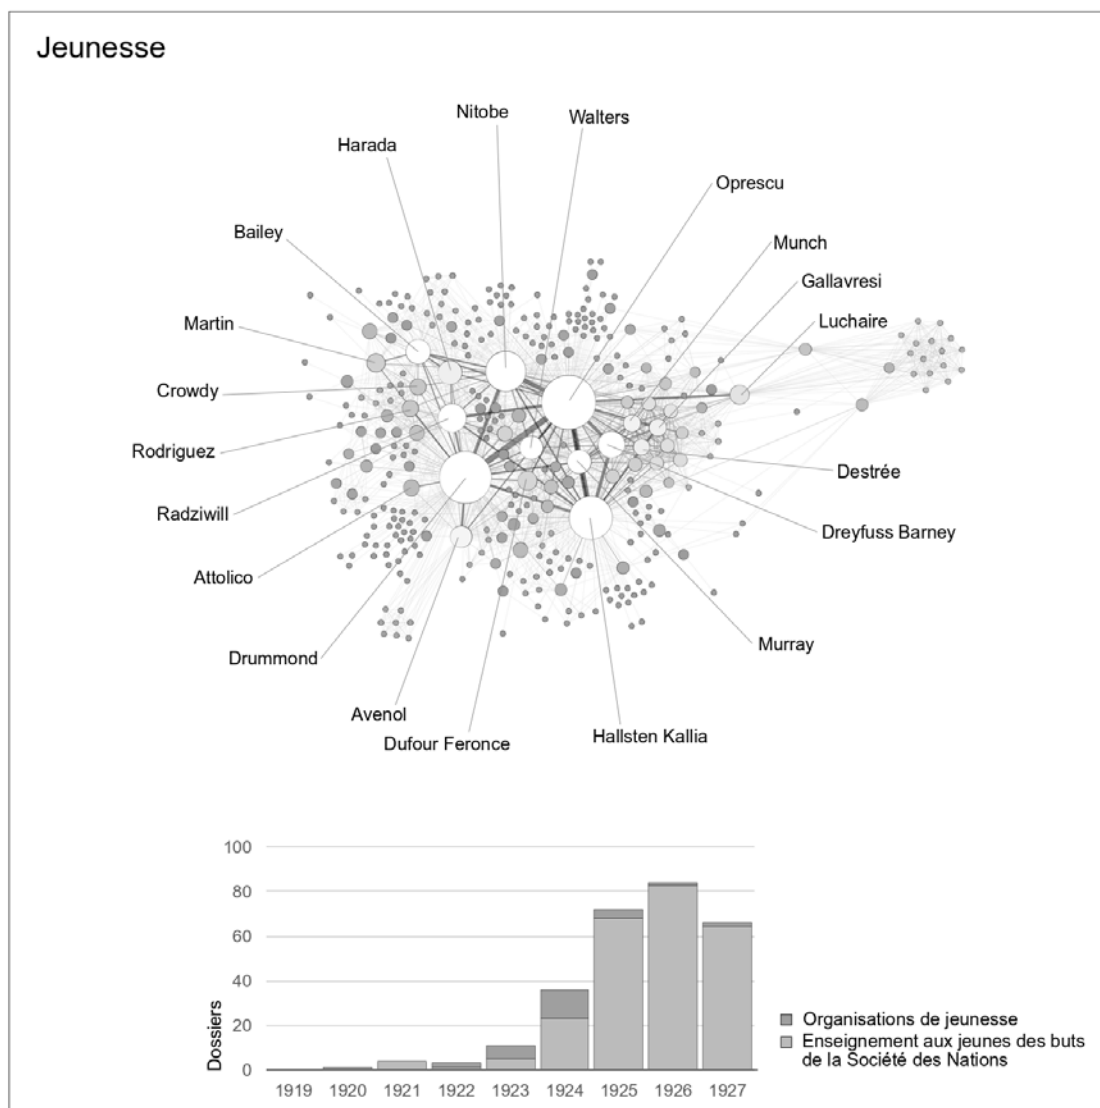 Jeunesse
Nitobe
Walters
Harada
Oprescu
Bailey
Munch
Gallavresi
Martin
Luchaire
Crowdy
Rodriguez
Destrée
Radziwill
Dreyfuss Barney
Attolico
Murray
Drummond
Avenol
Hallsten Kallia
Dufour Feronce
100
80
60
40
20
0
Dossiers
1919 1920 1921 1922 1923 1924 1925 1926 1927
Organisations de jeunesse
Enseignement aux jeunes des buts
de la Société des Nations